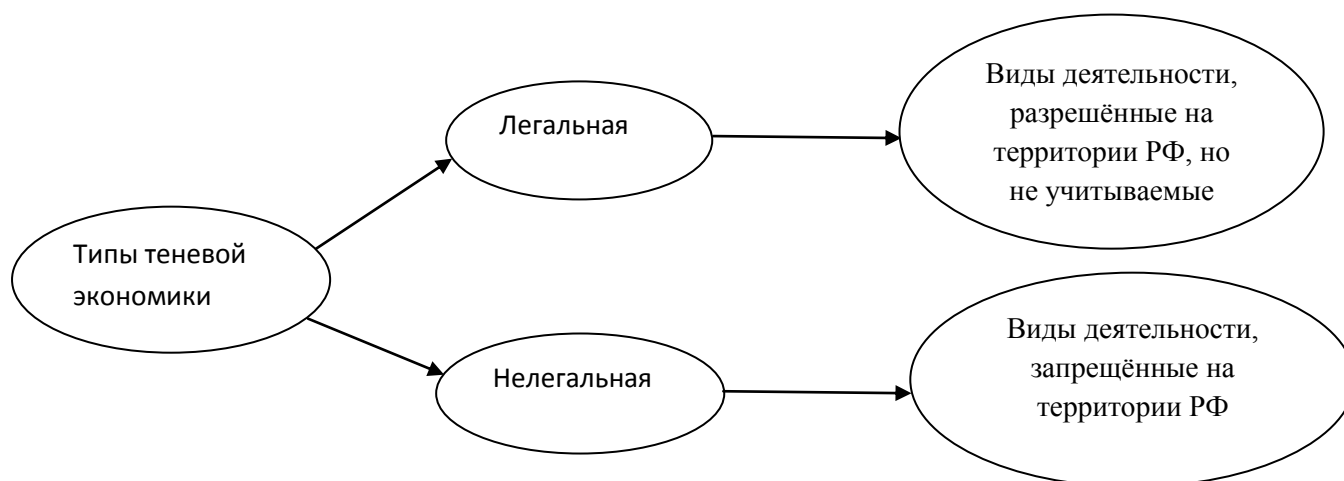 Типы теневой
экономики
Легальная
Виды деятельности,
разрешённые на
территории РФ, но
не учитываемые
Нелегальная
Виды деятельности,
запрещённые на
территории РФ